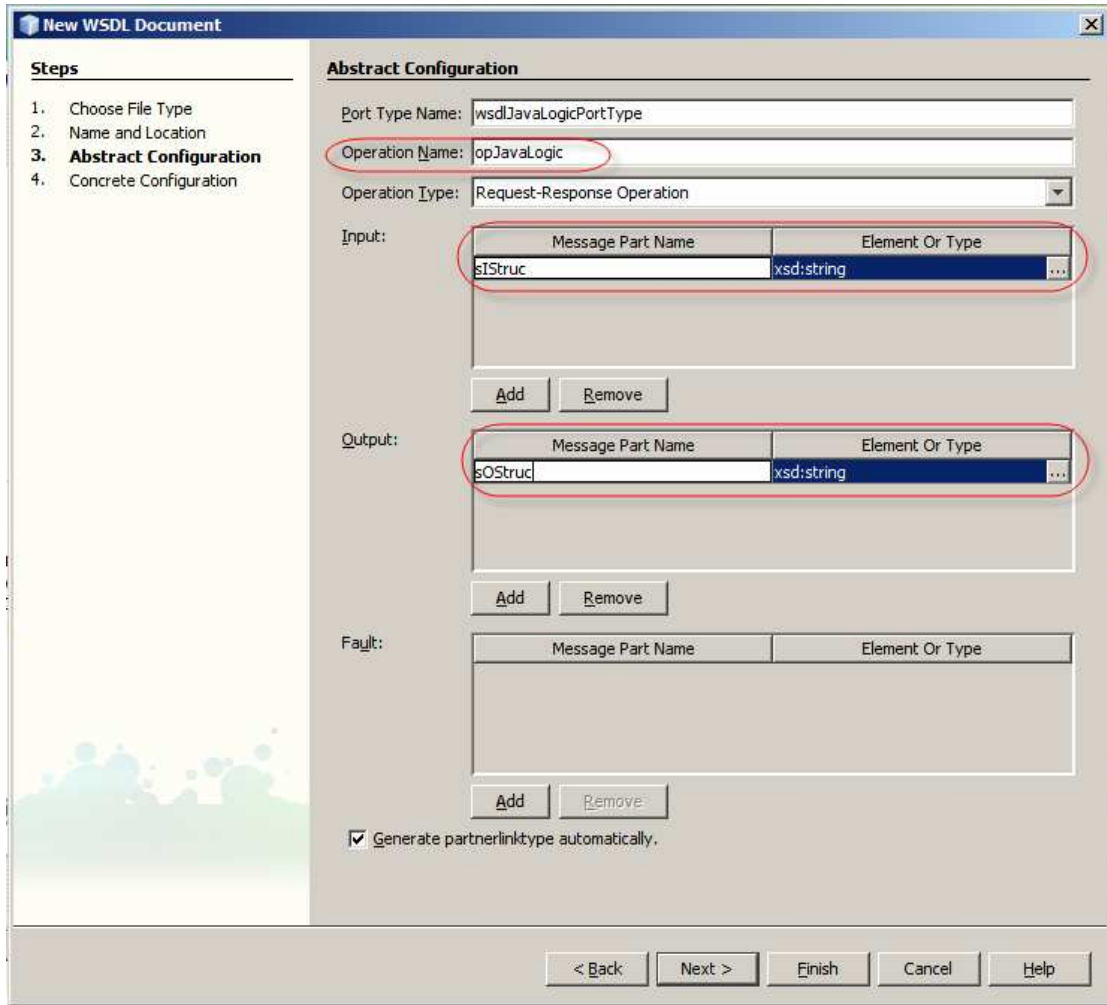 New WSDL Document
Steps
1. Choose File Type
2. Name and Location
3. Abstract Configuration
4. Concrete Configuration
Abstract Configuration
Port Type Name: wsdlJavaLogicPortType
Operation Name: opJavaLogic
Operation Type: Request-Response Operation
Input:
Message Part Name Element Or Type
sIStruc xsd:string ...
Add Remove
Output:
Message Part Name Element Or Type
sOStruc xsd:string ...
Add Remove
Fault:
Message Part Name Element Or Type
Add Remove
Generate partnerlinktype automatically.
< Back Next > Finish Cancel Help